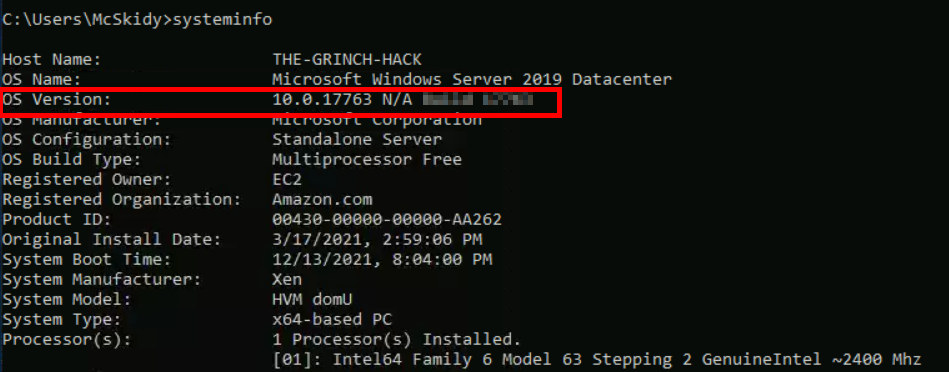 C:\Users\McSkidy>systeminfo
Host Name: THE-GRINCH-HACK
OS Name: Microsoft Windows Server 2019 Datacenter
OS Version: 10.0.17763 N/A
OS Manufacturer: Microsoft Corporation
OS Configuration: Standalone Server
OS Build Type: Multiprocessor Free
Registered Owner: EC2
Registered Organization: Amazon.com
Product ID: 00430-00000-00000-AA262
Original Install Date: 3/17/2021, 2:59:06 PM
System Boot Time: 12/13/2021, 8:04:00 PM
System Manufacturer: Xen
System Model: HVM domU
System Type: x64-based PC
Processor(s): 1 Processor(s) Installed.
[01]: Intel64 Family 6 Model 63 Stepping 2 GenuineIntel ~2400 Mhz